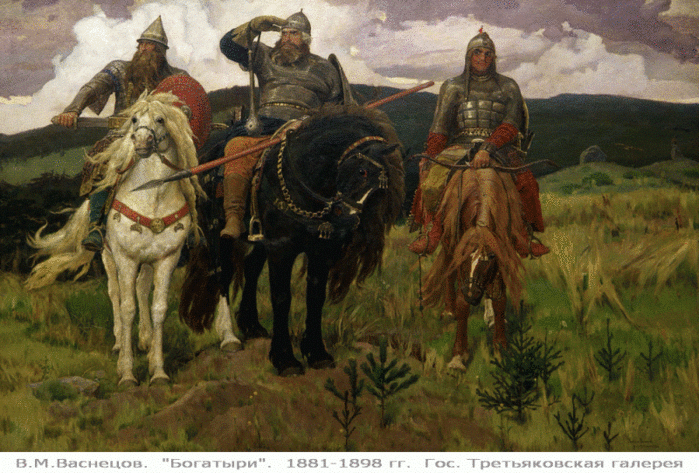 В.М.Васнецов. "Богатыри". 1881-1898 гг. Гос. Третьяковская галерея